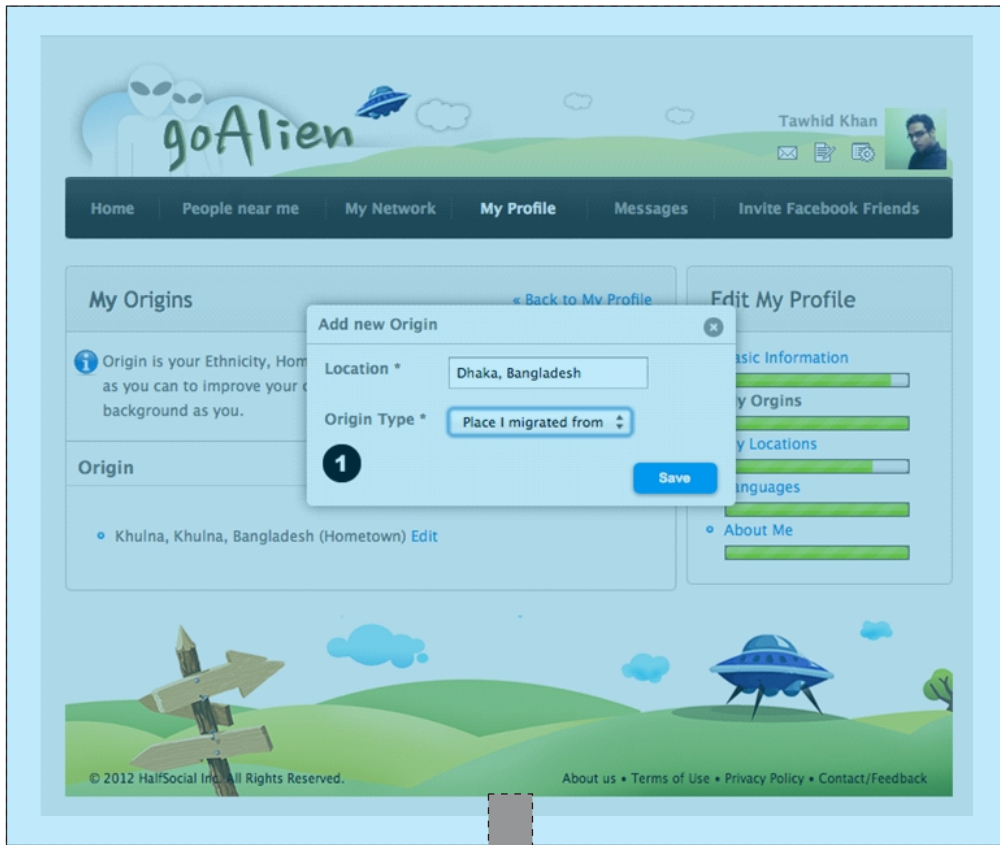 goAlien
Tawhid Khan
Home People near me My Network My Profile Messages Invite Facebook Friends
My Origins « Back to My Profile
Origin is your Ethnicity, Hom
as you can to improve your
background as you.
Origin
Khulna, Khulna, Bangladesh (Hometown) Edit
Add new Origin
Location * Dhaka, Bangladesh
Origin Type * Place I migrated from
1
Save
Edit My Profile
asic Information
y Orgins
y Locations
anguages
About Me
© 2012 HalfSocial Inc. All Rights Reserved.
About us • Terms of Use • Privacy Policy • Contact/Feedback